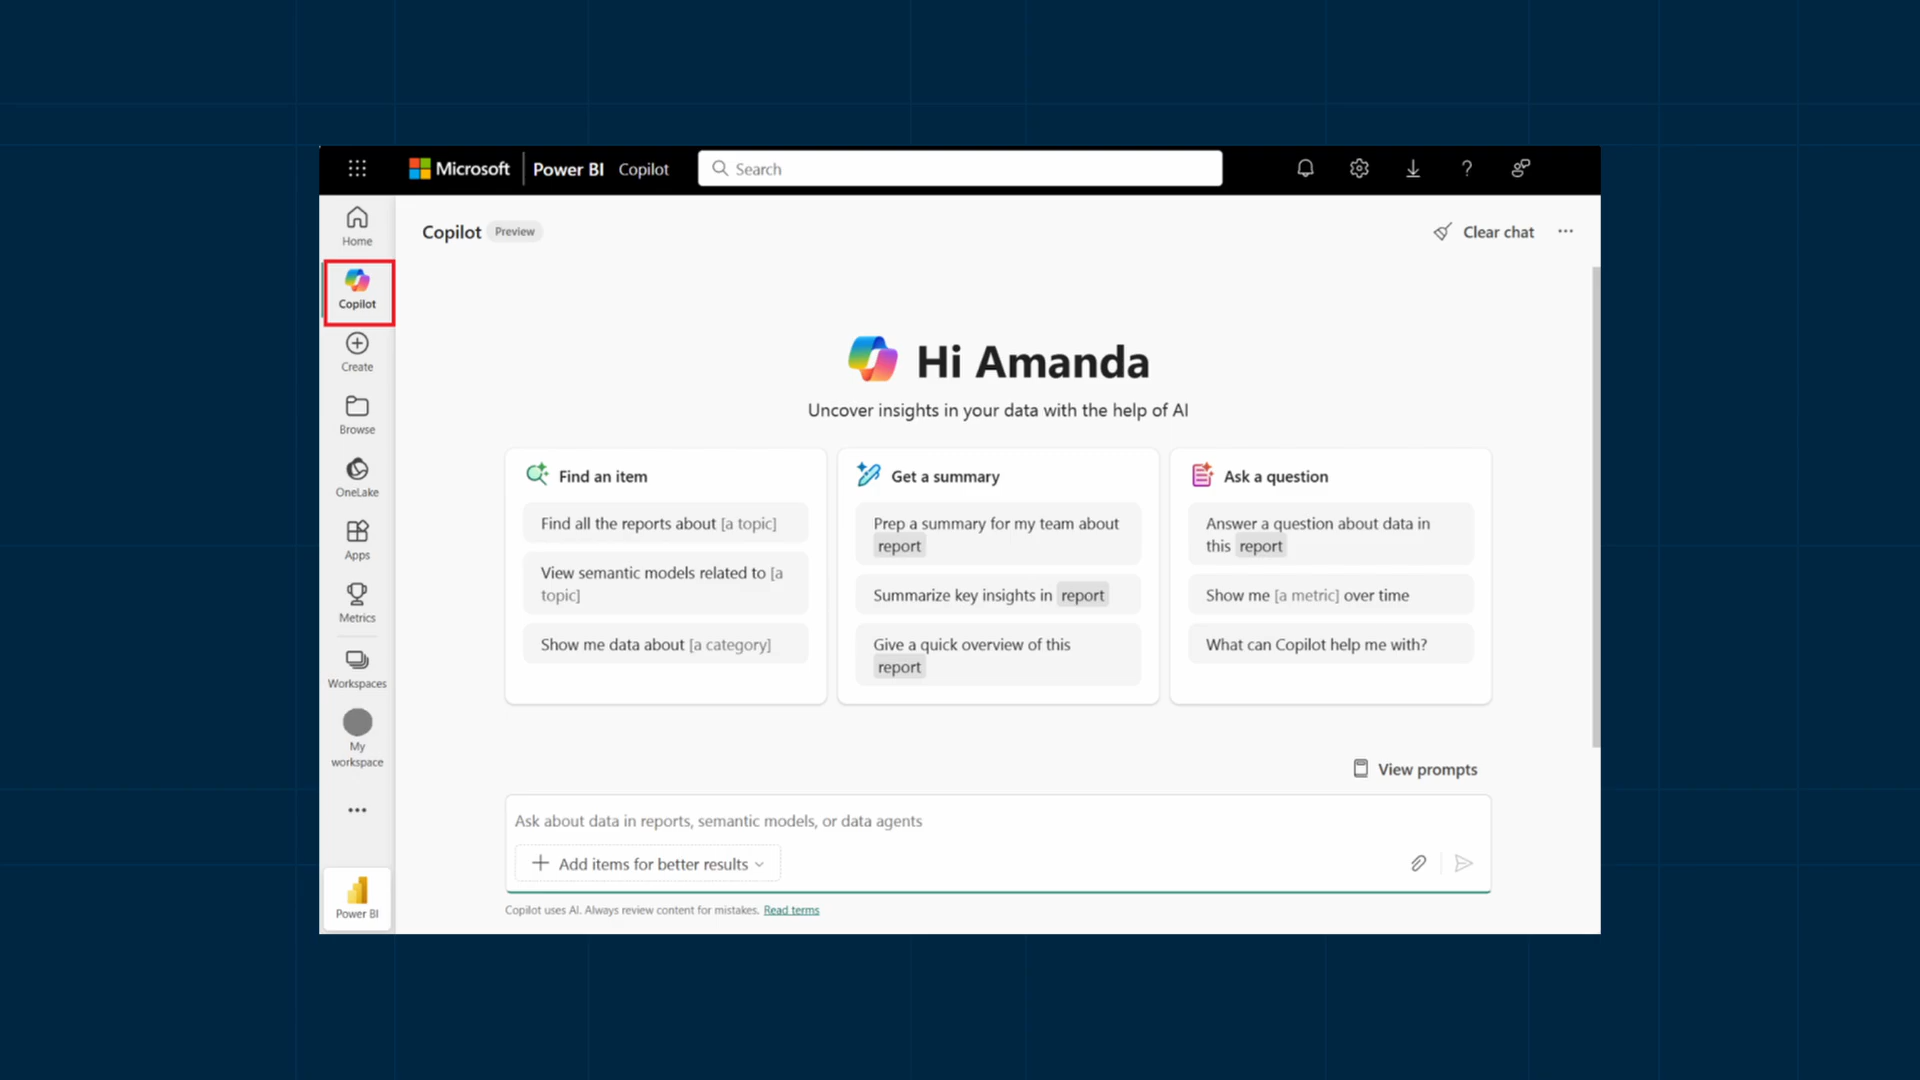 Microsoft Power BI Copilot Search
Home
Copilot
Create
Browse
OneLake
Apps
Metrics
Workspaces
My
workspace
Power BI
Copilot Preview
Clear chat
Hi Amanda
Uncover insights in your data with the help of AI
Find an item
Find all the reports about [a topic]
View semantic models related to [a
topic]
Show me data about [a category]
Get a summary
Prep a summary for my team about
report
Summarize key insights in report
Give a quick overview of this
report
Ask a question
Answer a question about data in
this report
Show me [a metric] over time
What can Copilot help me with?
View prompts
Ask about data in reports, semantic models, or data agents
Add items for better results
Copilot uses AI. Always review content for mistakes. Read terms